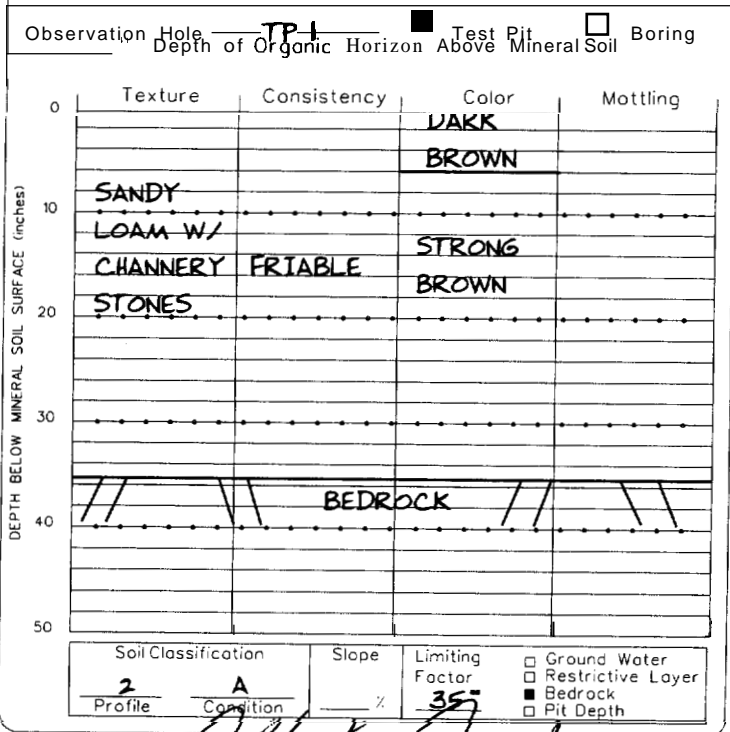 Observation Hole TP 1 ■ Test Pit □ Boring
" Depth of Organic Horizon Above Mineral Soil
Texture Consistency Color Mottling
0
DARK
BROWN
SANDY
10
LOAM W/
STRONG
CHANNERY FRIABLE
BROWN
STONES
20
30
BEDROCK
40
50
DEPTH BELOW MINERAL SOIL SURFACE (inches)
Soil Classification Slope Limiting □ Ground Water
Factor □ Restrictive Layer
2 A % 35" ■ Bedrock
Profile Condition □ Pit Depth